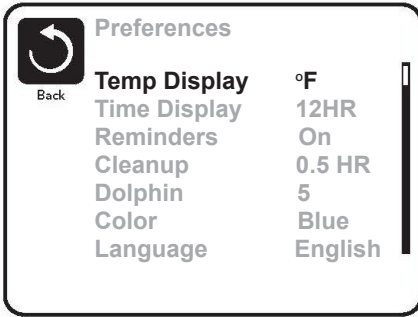 Preferences
Back
Temp Display °F
Time Display 12HR
Reminders On
Cleanup 0.5 HR
Dolphin 5
Color Blue
Language English